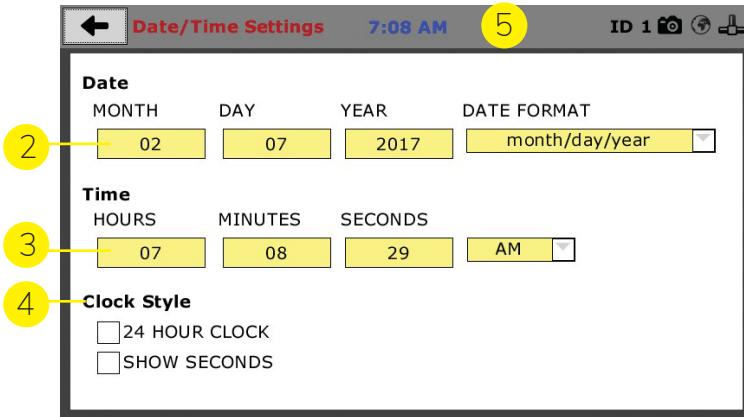 Date/Time Settings 7:08 AM 5 ID 1
Date
MONTH DAY YEAR DATE FORMAT
2 02 07 2017 month/day/year
Time
HOURS MINUTES SECONDS
3 07 08 29 AM
4 Clock Style
24 HOUR CLOCK
SHOW SECONDS